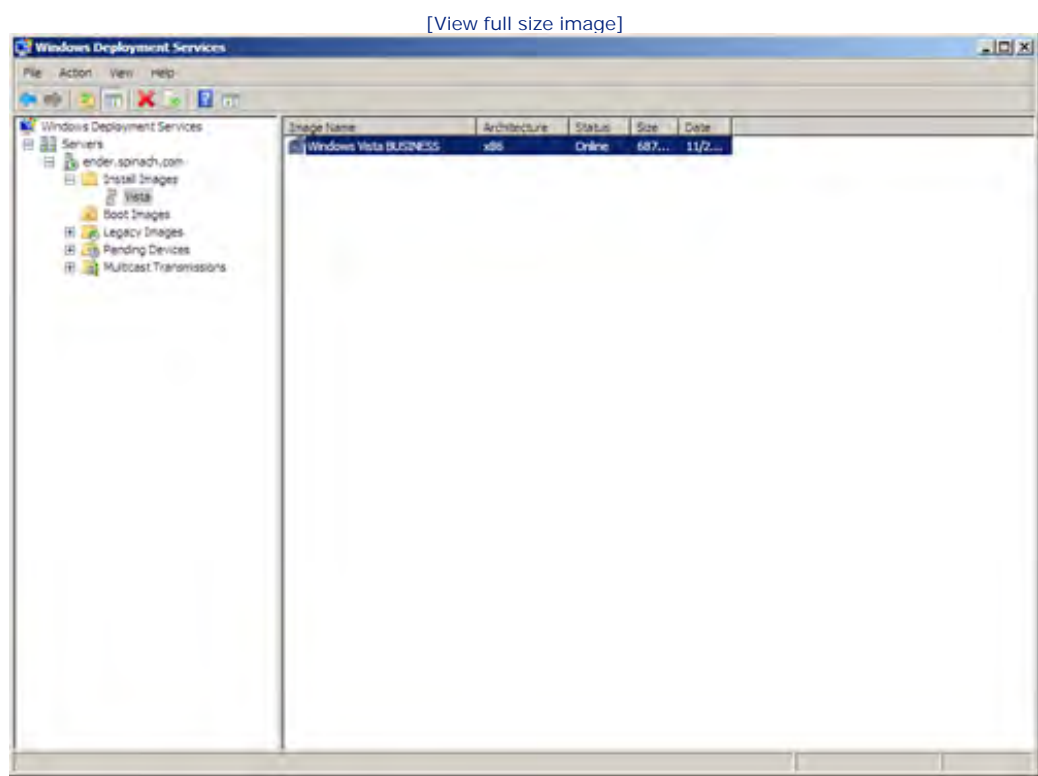 [View full size image]
Windows Deployment Services
File Action View Help
Windows Deployment Services
Servers
ender.spinach.com
Install Images
Vista
Boot Images
Legacy Images
Pending Devices
Multicast Transmissions
Image Name Architecture Status Size Date
Windows Vista BUSINESS x86 Online 687... 11/2...